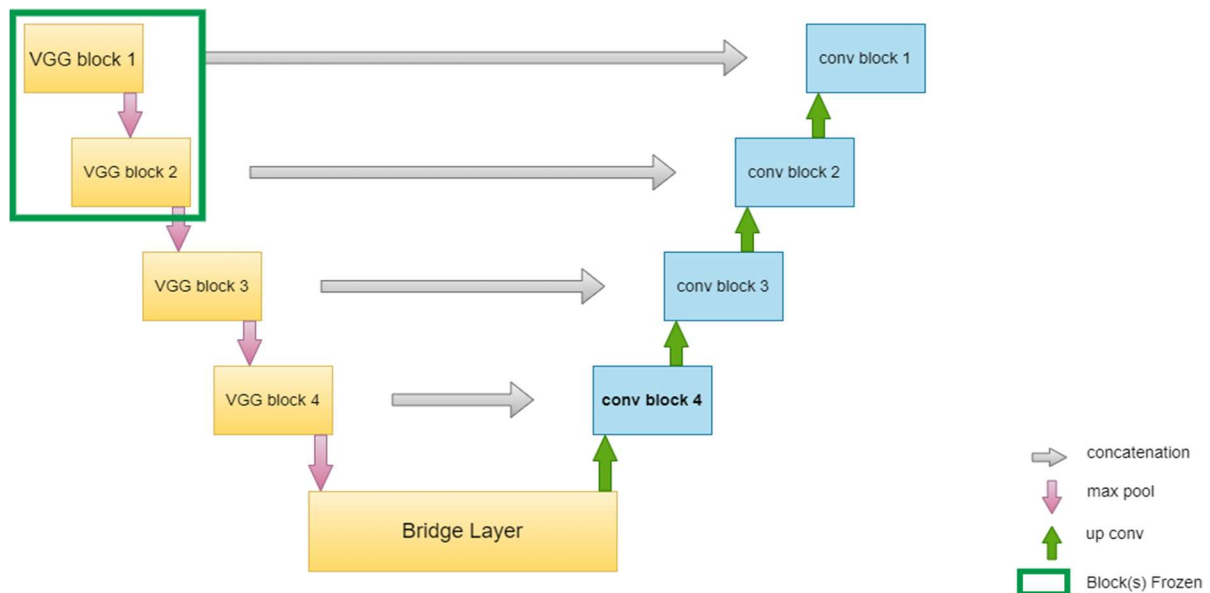 VGG block 1
conv block 1
VGG block 2
conv block 2
VGG block 3
conv block 3
VGG block 4
conv block 4
Bridge Layer
concatenation
max pool
up conv
Block(s) Frozen